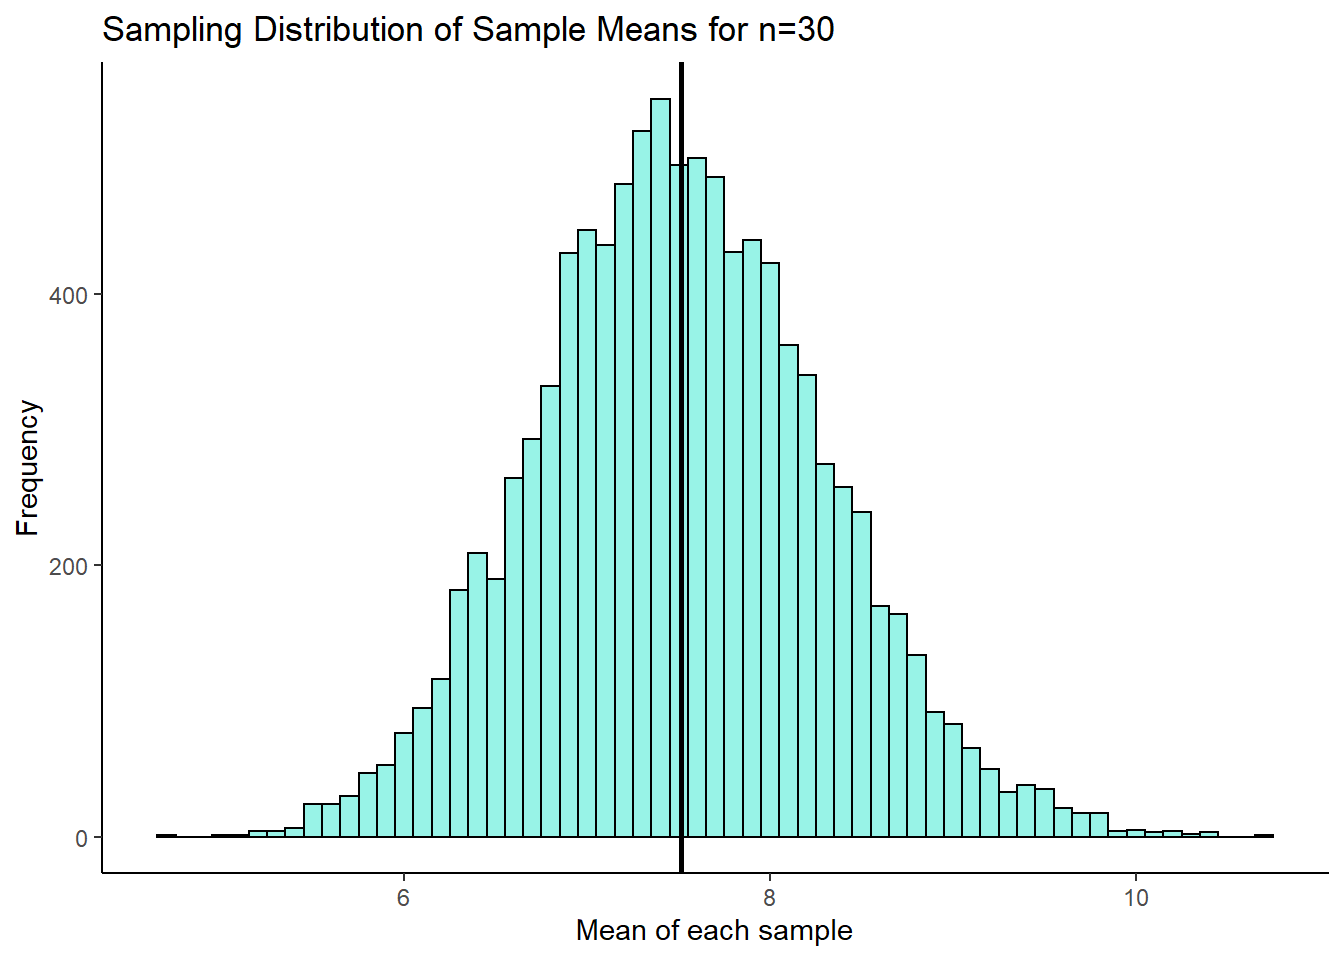 Sampling Distribution of Sample Means for n=30
Frequency
400
200
0
6 8 10
Mean of each sample